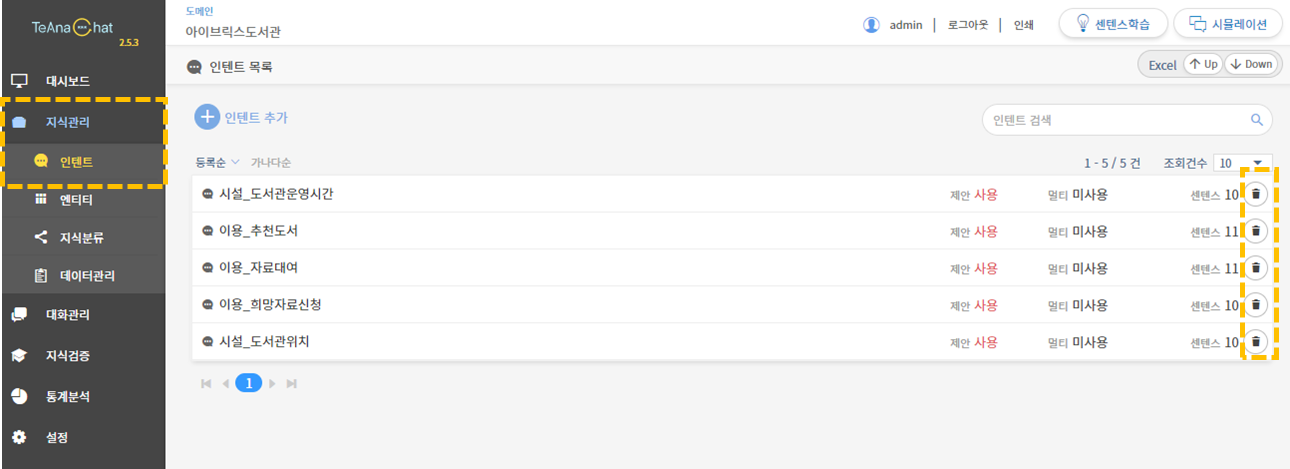 TeAna Chat
2.5.3
대시보드
지식관리
인텐트
엔티티
지식분류
데이터관리
대화관리
지식검증
통계분석
설정
도메인
아이브릭스도서관
admin | 로그아웃 | 인쇄 센텐스학습 시뮬레이션
인텐트 목록 Excel Up Down
인텐트 추가 인텐트 검색
등록순 가나다순 1 - 5 / 5 건 조회건수 10
시설_도서관운영시간 제안 사용 멀티 미사용 센텐스 10
이용_추천도서 제안 사용 멀티 미사용 센텐스 11
이용_자료대여 제안 사용 멀티 미사용 센텐스 11
이용_희망자료신청 제안 사용 멀티 미사용 센텐스 10
시설_도서관위치 제안 사용 멀티 미사용 센텐스 10
1